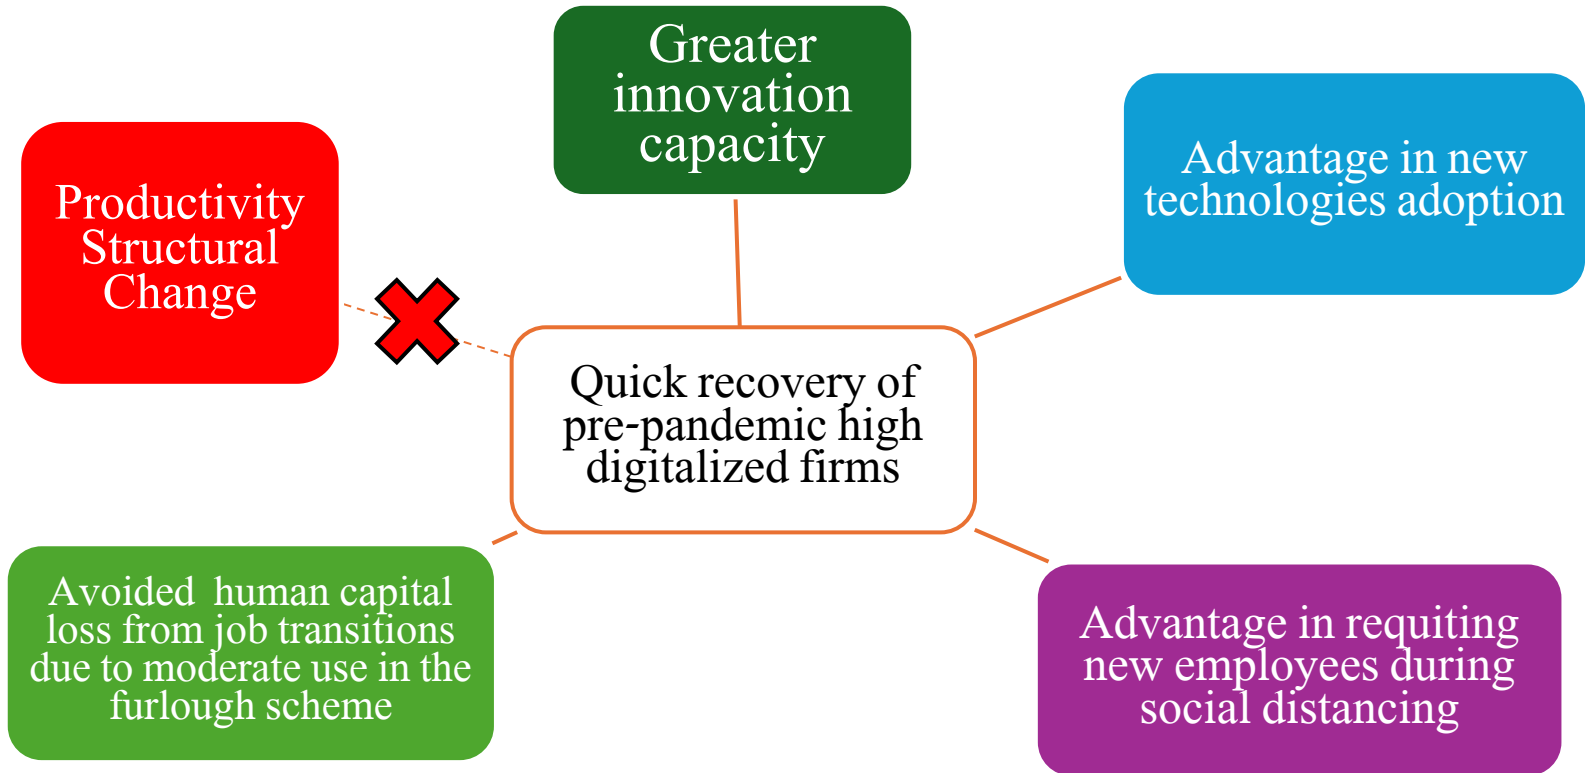 Greater
innovation
capacity
Advantage in new
technologies adoption
Productivity
Structural
Change
Quick recovery of
pre-pandemic high
digitalized firms
Avoided human capital
loss from job transitions
due to moderate use in the
furlough scheme
Advantage in requiting
new employees during
social distancing